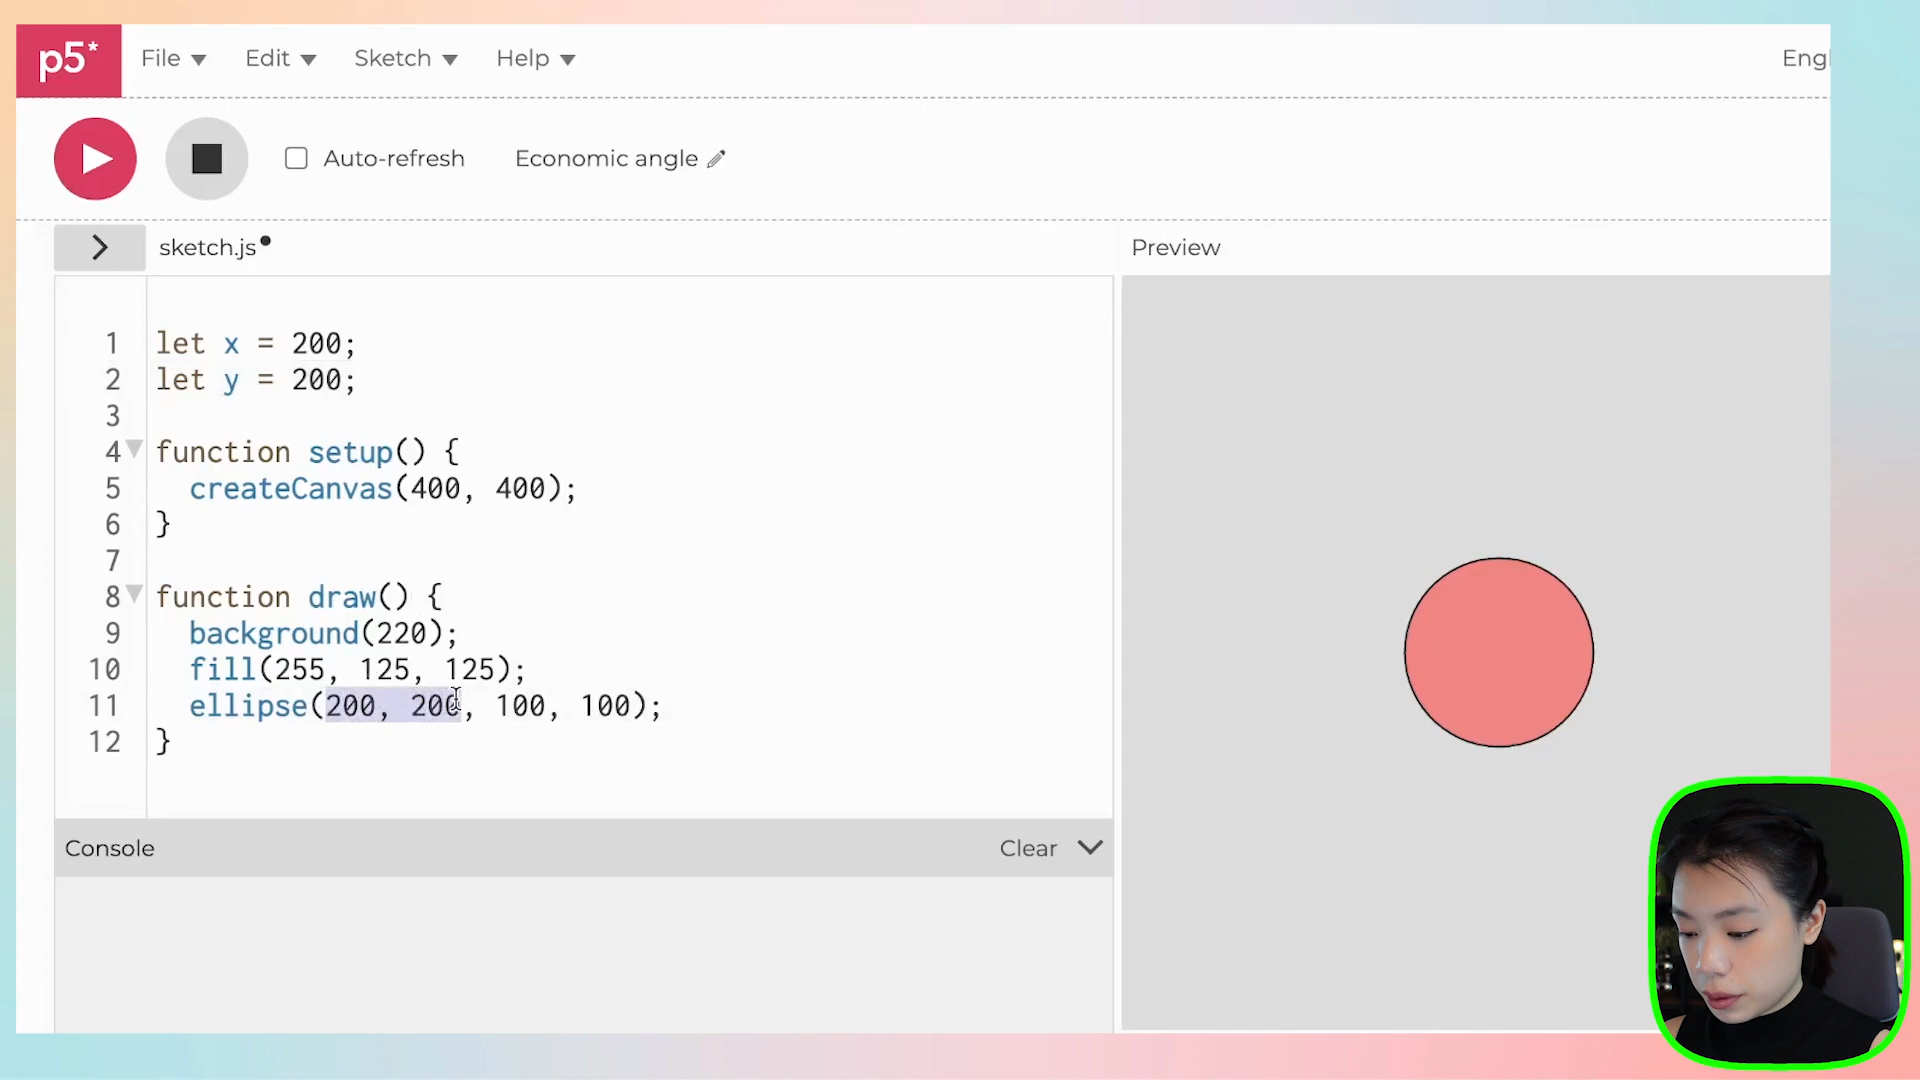 p5* File Edit Sketch Help Engl
Auto-refresh Economic angle
sketch.js Preview
1 let x = 200;
2 let y = 200;
3
4 function setup() {
5 createCanvas(400, 400);
6 }
7
8 function draw() {
9 background(220);
10 fill(255, 125, 125);
11 ellipse(200, 200, 100, 100);
12 }
Console Clear